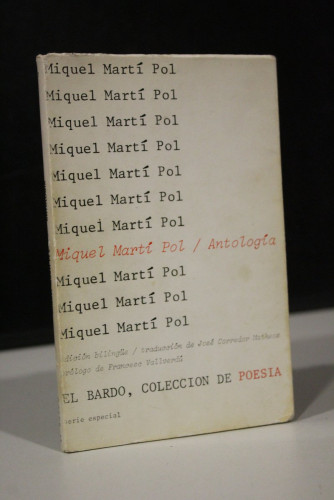 Miquel Martí Pol
Miquel Martí Pol
Miquel Martí Pol
Miquel Martí Pol
Miquel Martí Pol
Miquel Martí Pol
Miquel Martí Pol
Miquel Martí Pol / Antología
Miquel Martí Pol
Miquel Martí Pol
Miquel Martí Pol
edición bilingüe / traducción de José Corredor Matheos
prólogo de Francesc Vallverdú
EL BARDO, COLECCION DE POESIA
serie especial